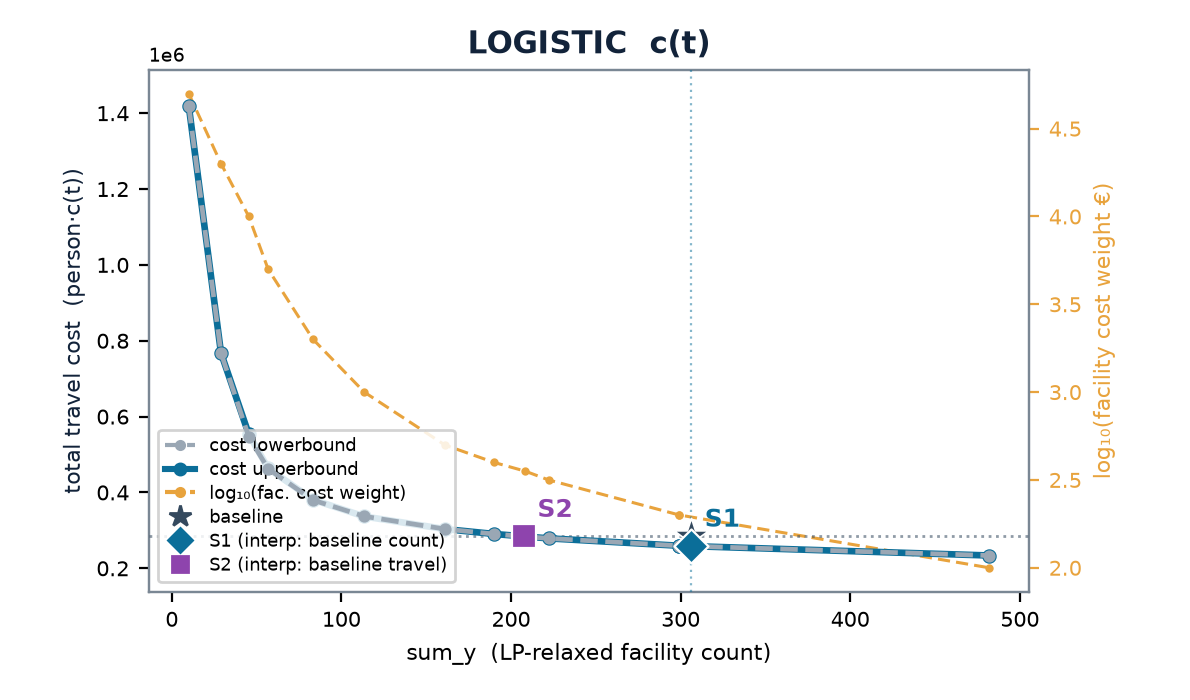 LOGISTIC c(t)
1e6
1.4
1.2
1.0
0.8
0.6
0.4
0.2
total travel cost (person·c(t))
4.5
4.0
3.5
3.0
2.5
2.0
log₁₀(facility cost weight €)
S2
S1
cost lowerbound
cost upperbound
log₁₀(fac. cost weight)
baseline
S1 (interp: baseline count)
S2 (interp: baseline travel)
0 100 200 300 400 500
sum_y (LP-relaxed facility count)